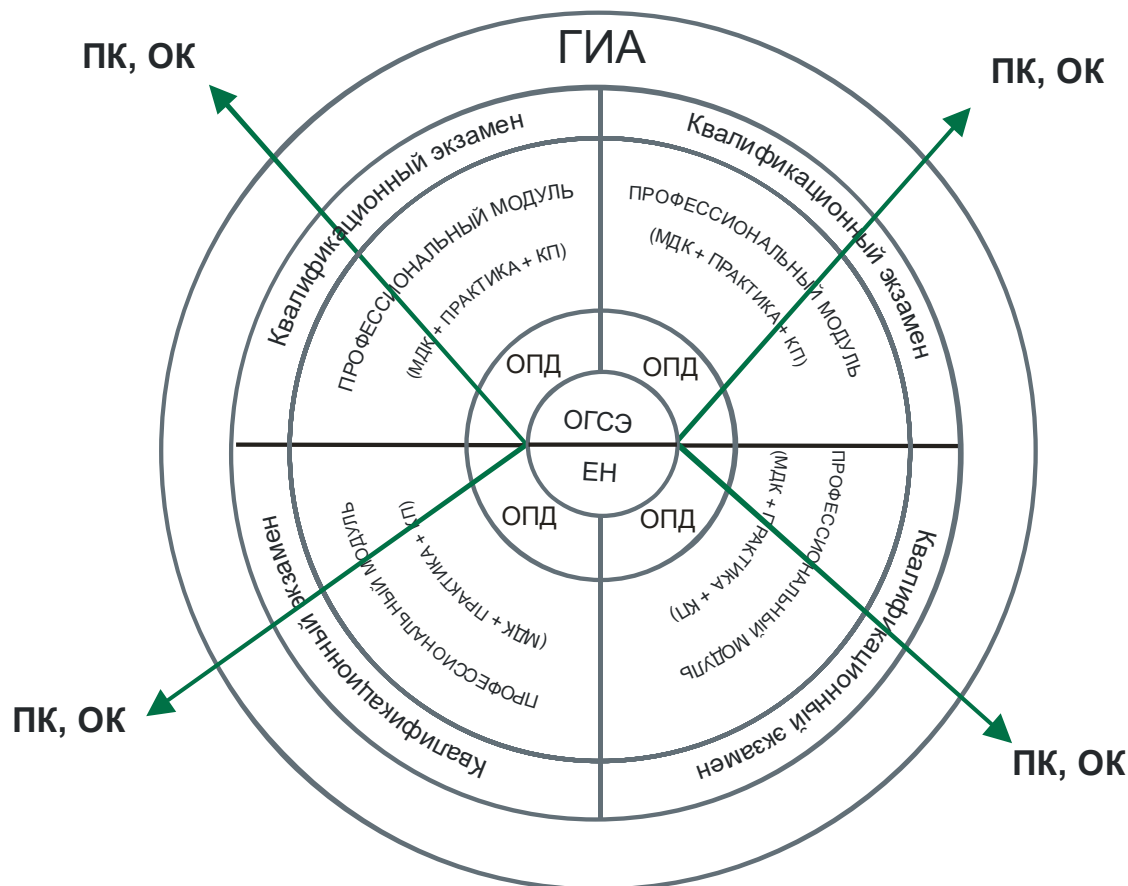 ГИА
ПК, ОК
ПК, ОК
Квалификационный экзамен
Квалификационный экзамен
ПРОФЕССИОНАЛЬНЫЙ МОДУЛЬ
(МДК + ПРАКТИКА + КП)
ПРОФЕССИОНАЛЬНЫЙ МОДУЛЬ
(МДК + ПРАКТИКА + КП)
ОПД
ОПД
ОГСЭ
ЕН
ОПД
ОПД
(МДК + ПРАКТИКА + КП)
ПРОФЕССИОНАЛЬНЫЙ МОДУЛЬ
(МДК + ПРАКТИКА + КП)
ПРОФЕССИОНАЛЬНЫЙ МОДУЛЬ
Квалификационный экзамен
Квалификационный экзамен
ПК, ОК
ПК, ОК